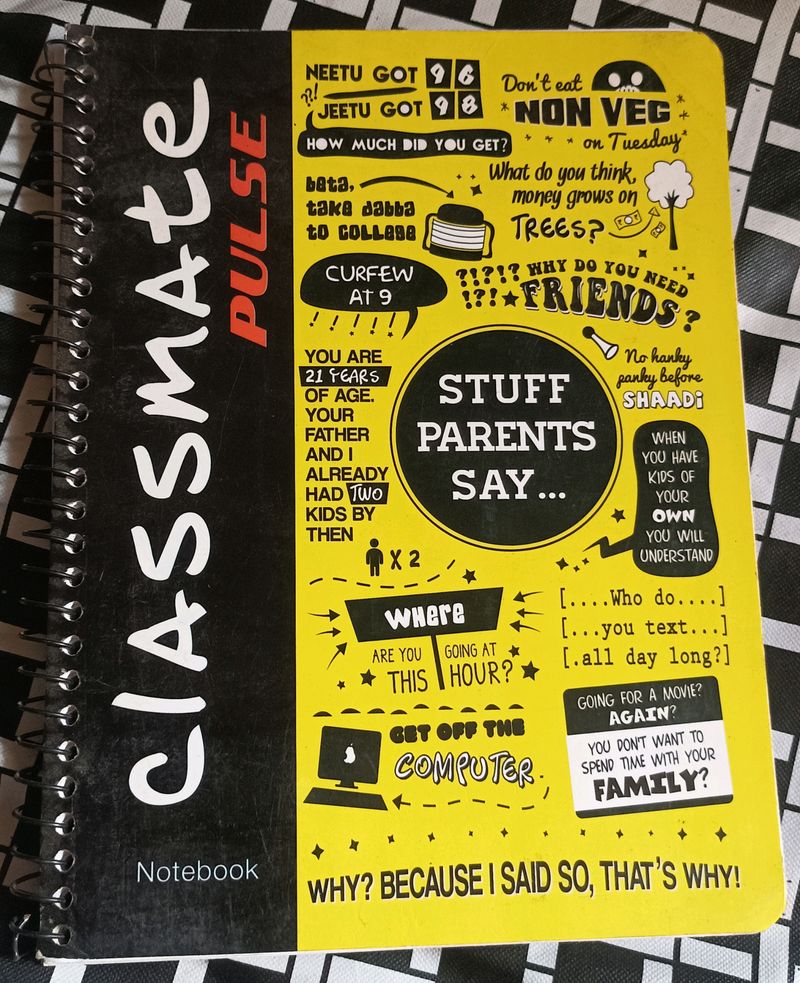 classmate
PULSE
Notebook
NEETU GOT 96
??!
JEETU GOT 98
HOW MUCH DID YOU GET?
Don't eat
NON VEG
on Tuesday
beta,
take dabba
to college
What do you think,
money grows on
TREES?
CURFEW
AT 9
! ! ! ! ! !
?!?!? WHY DO YOU NEED
!?! FRIENDS?
YOU ARE
21 YEARS
OF AGE.
YOUR
FATHER
AND I
ALREADY
HAD TWO
KIDS BY
THEN
X 2
STUFF
PARENTS
SAY...
No hanky
panky before
SHAADi
WHEN
YOU HAVE
KIDS OF
YOUR
OWN
YOU WILL
UNDERSTAND
WHERE
ARE YOU GOING AT
THIS HOUR?
[....Who do....]
[...you text...]
[.all day long?]
GET OFF THE
COMPUTER
GOING FOR A MOVIE?
AGAIN?
YOU DON'T WANT TO
SPEND TIME WITH YOUR
FAMILY?
WHY? BECAUSE I SAID SO, THAT'S WHY!